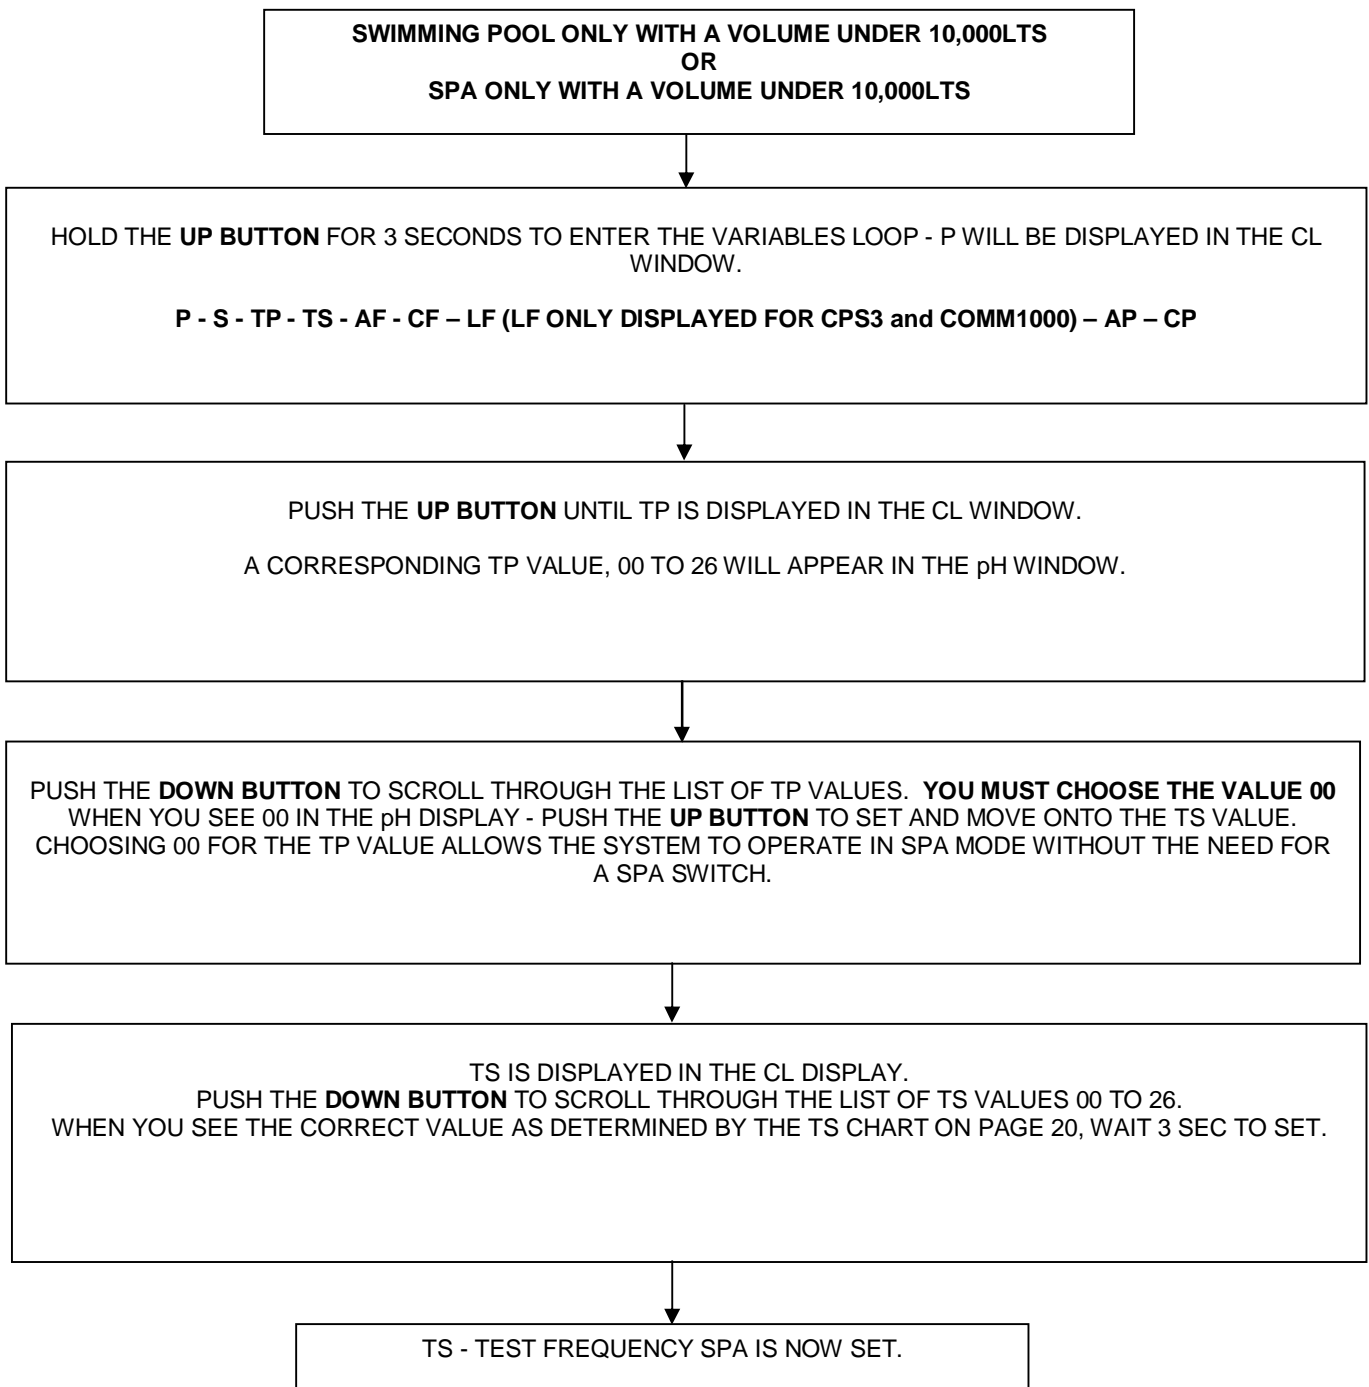 SWIMMING POOL ONLY WITH A VOLUME UNDER 10,000LTS
OR
SPA ONLY WITH A VOLUME UNDER 10,000LTS
HOLD THE UP BUTTON FOR 3 SECONDS TO ENTER THE VARIABLES LOOP - P WILL BE DISPLAYED IN THE CL
WINDOW.
P - S - TP - TS - AF - CF – LF (LF ONLY DISPLAYED FOR CPS3 and COMM1000) – AP – CP
PUSH THE UP BUTTON UNTIL TP IS DISPLAYED IN THE CL WINDOW.
A CORRESPONDING TP VALUE, 00 TO 26 WILL APPEAR IN THE pH WINDOW.
PUSH THE DOWN BUTTON TO SCROLL THROUGH THE LIST OF TP VALUES. YOU MUST CHOOSE THE VALUE 00
WHEN YOU SEE 00 IN THE pH DISPLAY - PUSH THE UP BUTTON TO SET AND MOVE ONTO THE TS VALUE.
CHOOSING 00 FOR THE TP VALUE ALLOWS THE SYSTEM TO OPERATE IN SPA MODE WITHOUT THE NEED FOR
A SPA SWITCH.
TS IS DISPLAYED IN THE CL DISPLAY.
PUSH THE DOWN BUTTON TO SCROLL THROUGH THE LIST OF TS VALUES 00 TO 26.
WHEN YOU SEE THE CORRECT VALUE AS DETERMINED BY THE TS CHART ON PAGE 20, WAIT 3 SEC TO SET.
TS - TEST FREQUENCY SPA IS NOW SET.